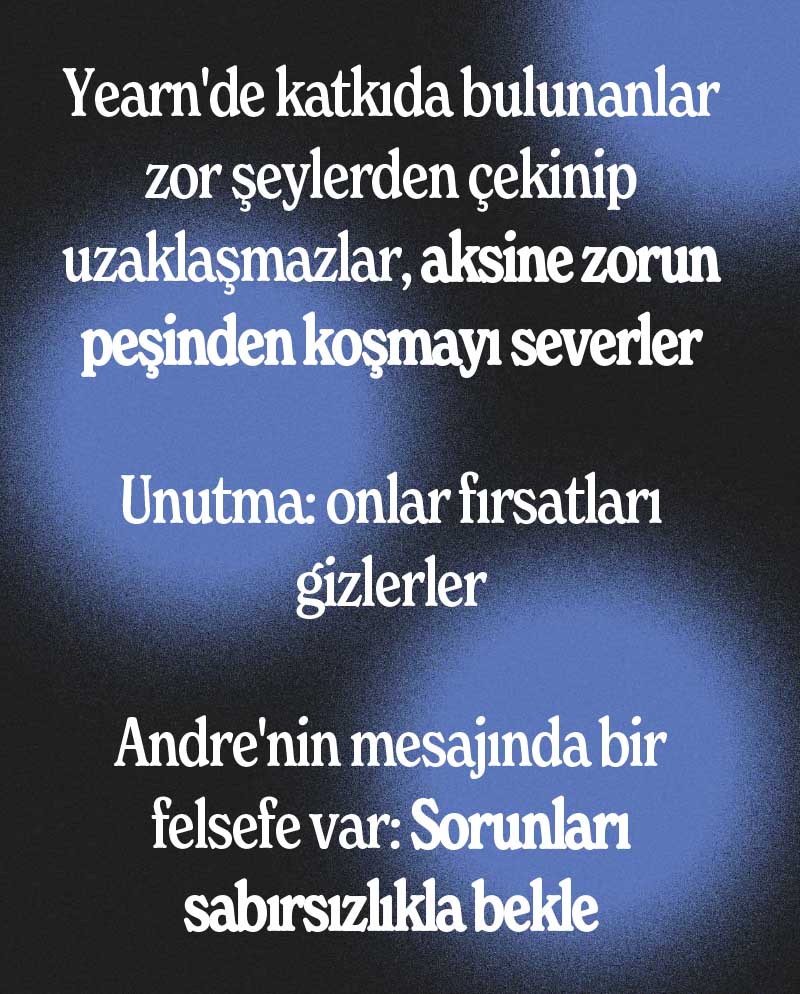 Yearn'de katkıda bulunanlar
zor şeylerden çekinip
uzaklaşmazlar, aksine zorun
peşinden koşmayı severler
Unutma: onlar fırsatları
gizlerler
Andre'nin mesajında bir
felsefe var: Sorunları
sabırsızlıkla bekle